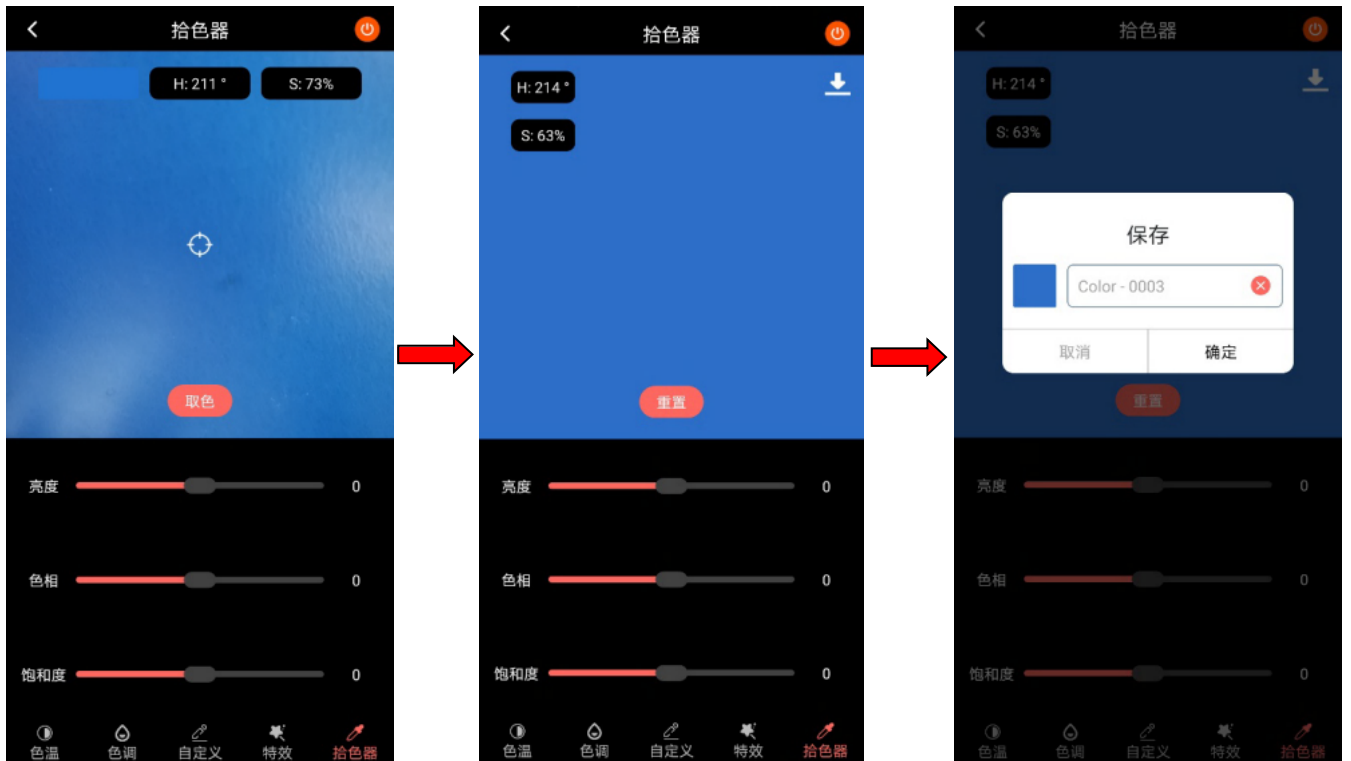 拾色器
H: 211 °
S: 73%
取色
亮度 0
色相 0
饱和度 0
色温 色调 自定义 特效 拾色器
拾色器
H: 214 °
S: 63%
重置
亮度 0
色相 0
饱和度 0
色温 色调 自定义 特效 拾色器
拾色器
H: 214 °
S: 63%
保存
Color - 0003
取消 确定
重置
亮度 0
色相 0
饱和度 0
色温 色调 自定义 特效 拾色器